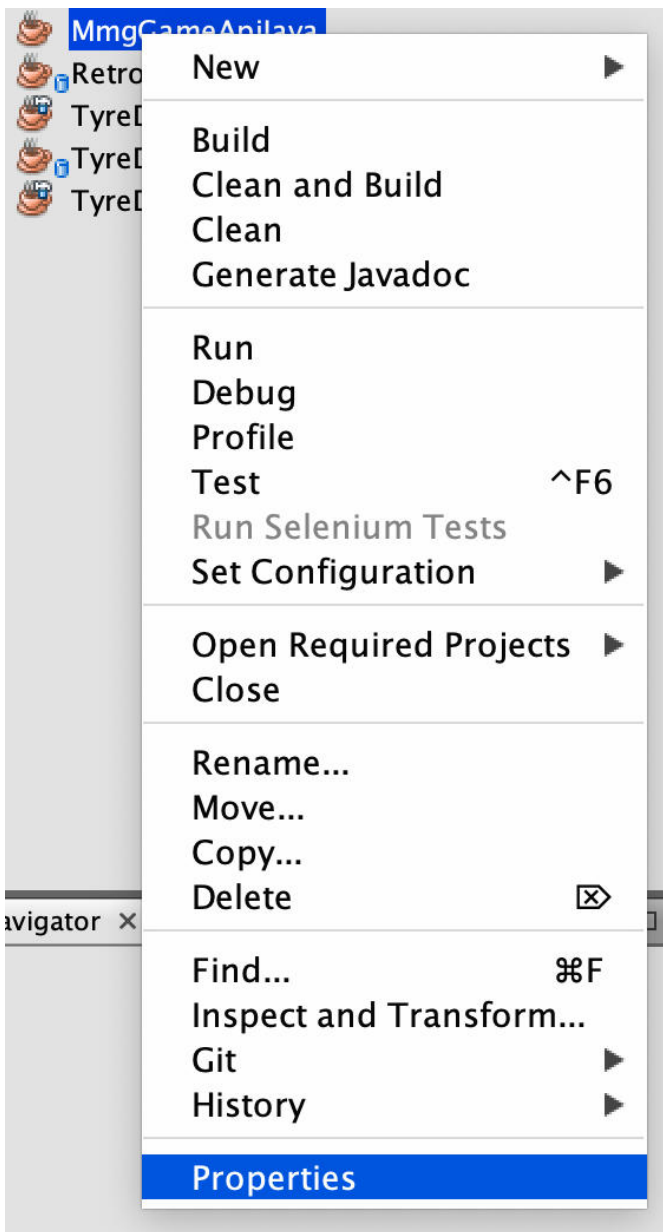 MmgGameApiJava
Retro
TyreD
TyreD
TyreD
New
Build
Clean and Build
Clean
Generate Javadoc
Run
Debug
Profile
Test ^F6
Run Selenium Tests
Set Configuration
Open Required Projects
Close
Rename...
Move...
Copy...
Delete
Find... ⌘F
Inspect and Transform...
Git
History
Properties
avigator